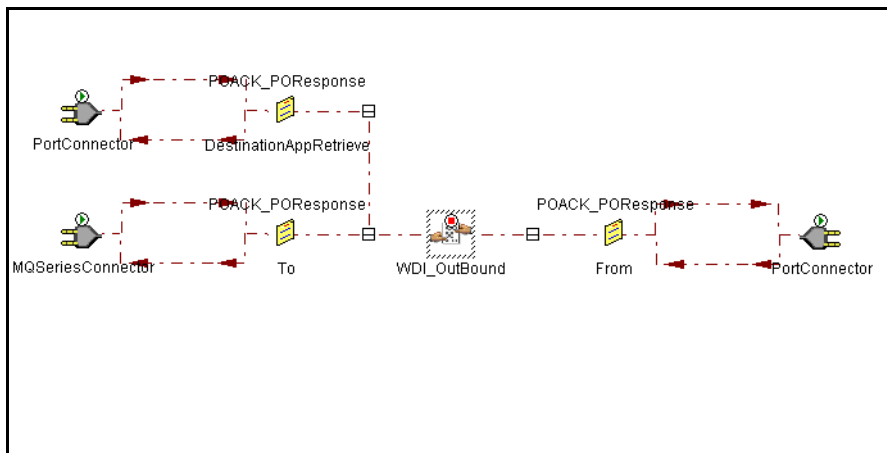 POACK_POResponse
PortConnector
DestinationAppRetrieve
POACK_POResponse
POACK_POResponse
MQSeriesConnector
To
WDI_OutBound
From
PortConnector